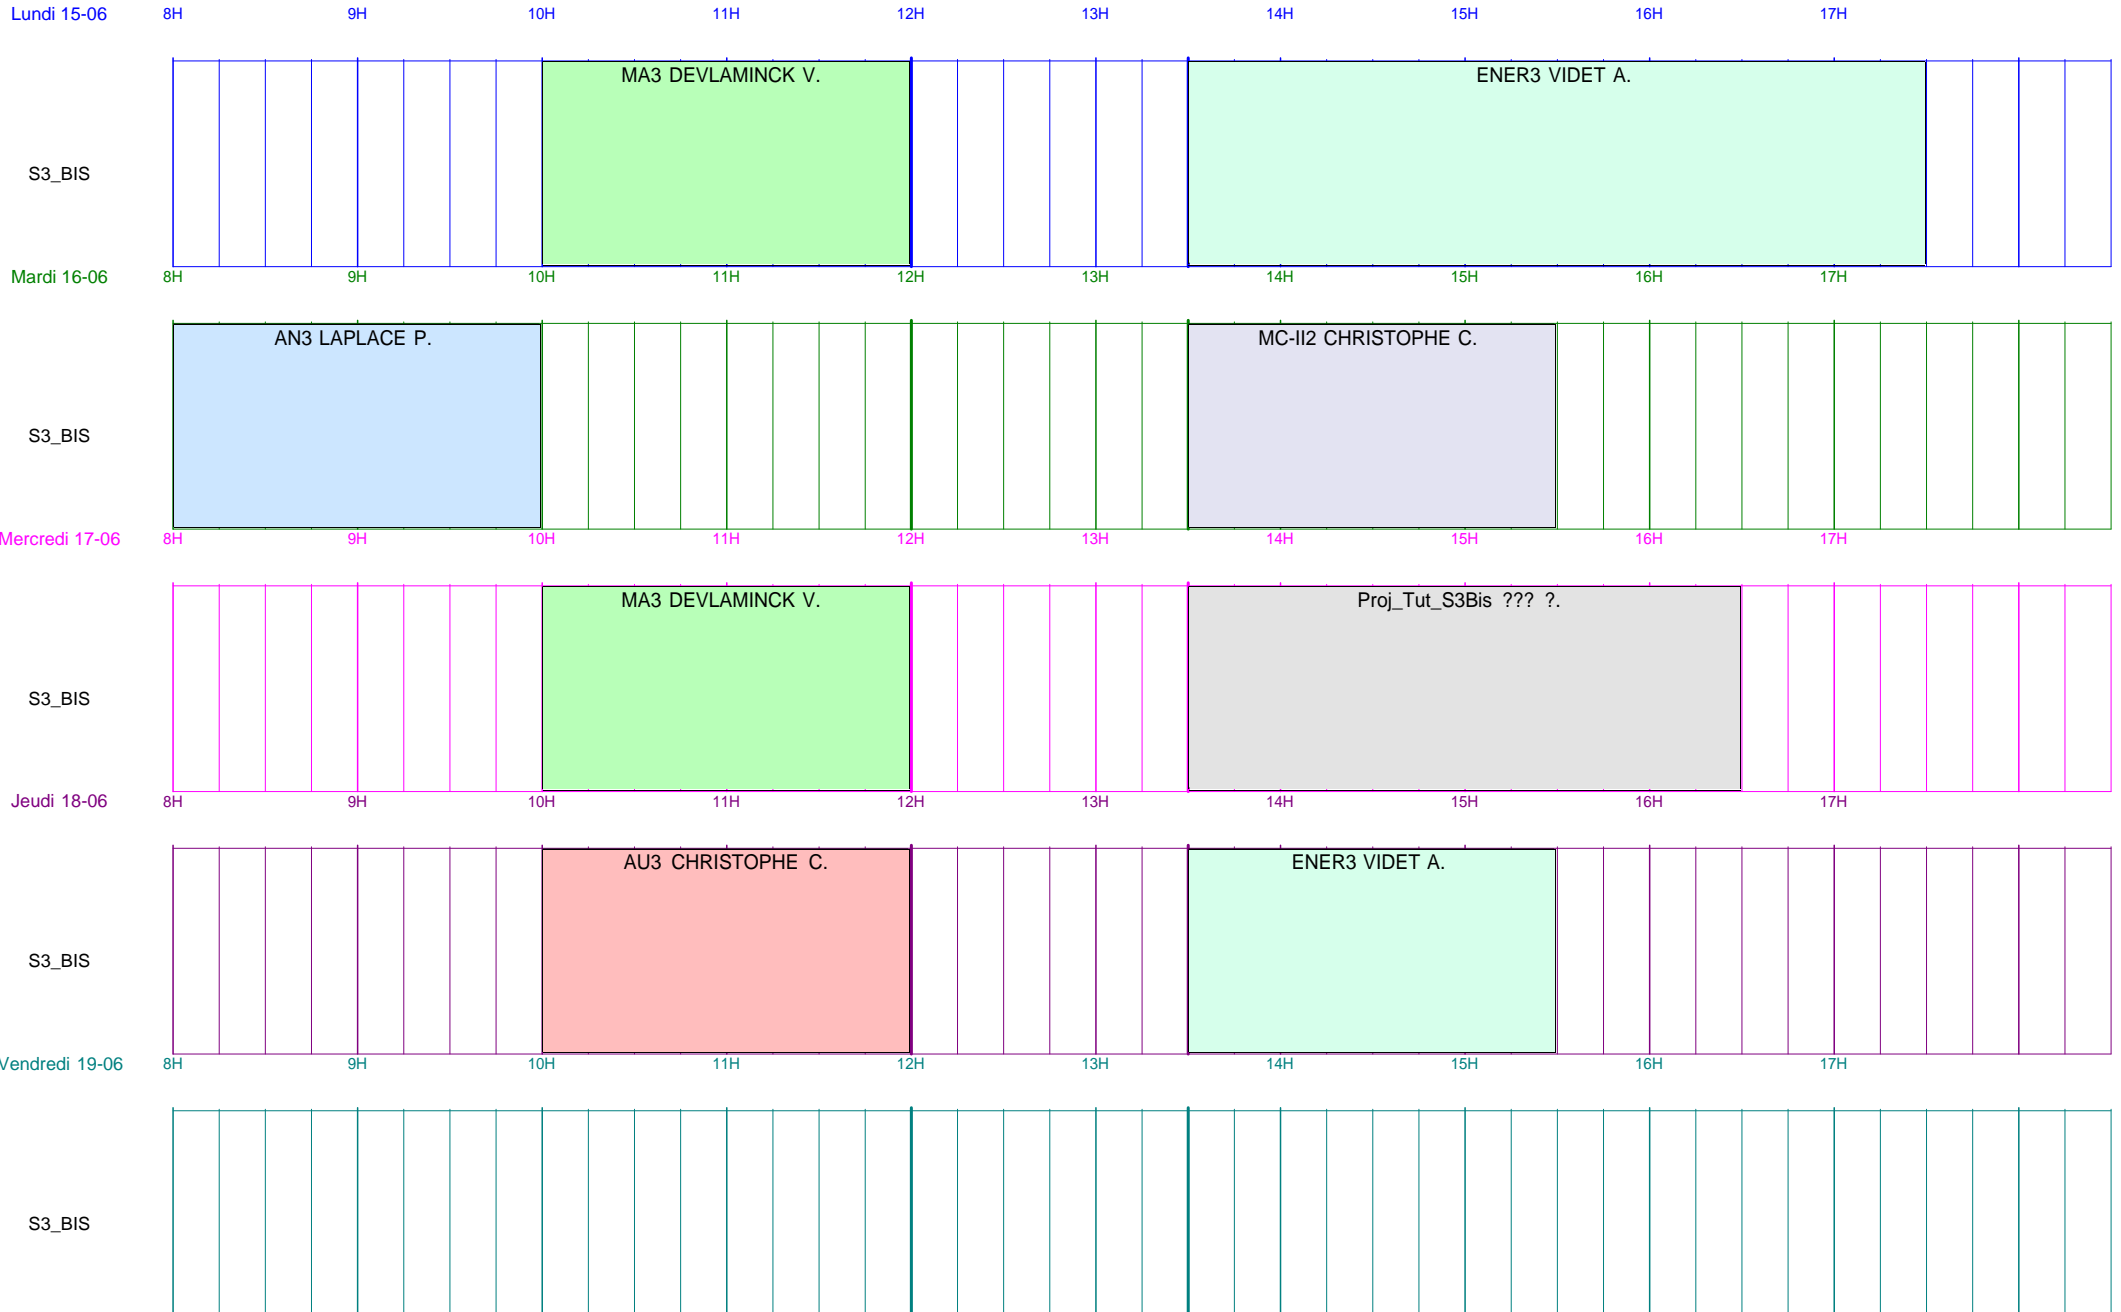 Lundi 15-06 8H 9H 10H 11H 12H 13H 14H 15H 16H 17H
MA3 DEVLAMINCK V. ENER3 VIDET A.
S3_BIS
Mardi 16-06 8H 9H 10H 11H 12H 13H 14H 15H 16H 17H
AN3 LAPLACE P. MC-II2 CHRISTOPHE C.
S3_BIS
Mercredi 17-06 8H 9H 10H 11H 12H 13H 14H 15H 16H 17H
MA3 DEVLAMINCK V. Proj_Tut_S3Bis ??? ?.
S3_BIS
Jeudi 18-06 8H 9H 10H 11H 12H 13H 14H 15H 16H 17H
AU3 CHRISTOPHE C. ENER3 VIDET A.
S3_BIS
Vendredi 19-06 8H 9H 10H 11H 12H 13H 14H 15H 16H 17H
S3_BIS